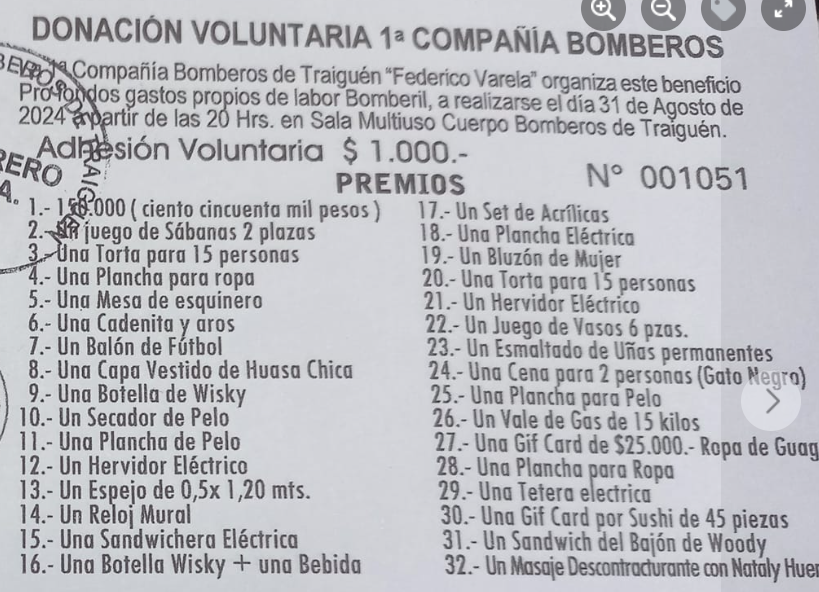 DONACIÓN VOLUNTARIA 1ª COMPAÑÍA BOMBEROS
Compañía Bomberos de Traiguén “Federico Varela” organiza este beneficio
Pro-fondos gastos propios de labor Bomberil, a realizarse el día 31 de Agosto de
2024 a partir de las 20 Hrs. en Sala Multiuso Cuerpo Bomberos de Traiguén.
Adhesión Voluntaria $ 1.000.-
N° 001051
PREMIOS
1.- 150.000 ( ciento cincuenta mil pesos )
2.- Un juego de Sábanas 2 plazas
3.- Una Torta para 15 personas
4.- Una Plancha para ropa
5.- Una Mesa de esquinero
6.- Una Cadenita y aros
7.- Un Balón de Fútbol
8.- Una Capa Vestido de Huasa Chica
9.- Una Botella de Wisky
10.- Un Secador de Pelo
11.- Una Plancha de Pelo
12.- Un Hervidor Eléctrico
13.- Un Espejo de 0,5x 1,20 mts.
14.- Un Reloj Mural
15.- Una Sandwichera Eléctrica
16.- Una Botella Wisky + una Bebida
17.- Un Set de Acrílicas
18.- Una Plancha Eléctrica
19.- Un Bluzón de Mujer
20.- Una Torta para 15 personas
21.- Un Hervidor Eléctrico
22.- Un Juego de Vasos 6 pzas.
23.- Un Esmaltado de Uñas permanentes
24.- Una Cena para 2 personas (Gato Negro)
25.- Una Plancha para Pelo
26.- Un Vale de Gas de 15 kilos
27.- Una Gif Card de $25.000.- Ropa de Guag
28.- Una Plancha para Ropa
29.- Una Tetera electrica
30.- Una Gif Card por Sushi de 45 piezas
31.- Un Sandwich del Bajón de Woody
32.- Un Masaje Descontracturante con Nataly Huer